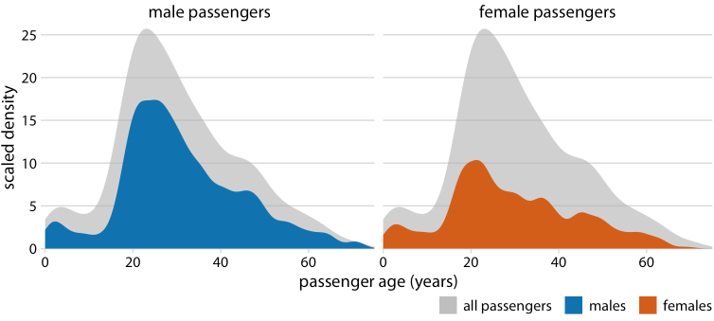 male passengers
female passengers
25
20
15
10
5
0
scaled density
0 20 40 60
0 20 40 60
passenger age (years)
all passengers males females